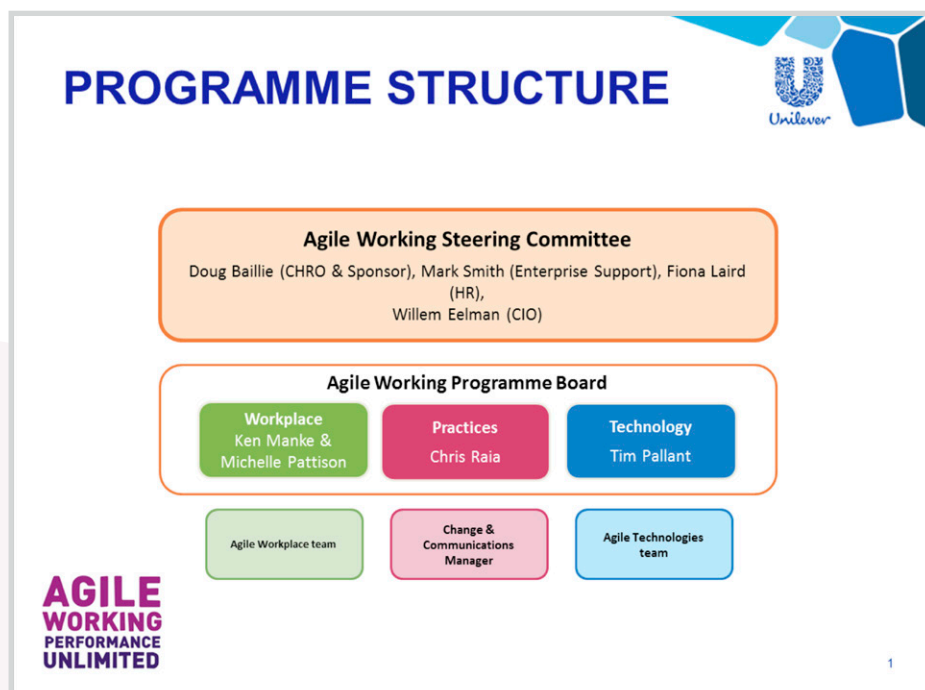 PROGRAMME STRUCTURE
Unilever
Agile Working Steering Committee
Doug Baillie (CHRO & Sponsor), Mark Smith (Enterprise Support), Fiona Laird
(HR),
Willem Eelman (CIO)
Agile Working Programme Board
Workplace
Ken Manke &
Michelle Pattison
Practices
Chris Raia
Technology
Tim Pallant
Agile Workplace team
Change &
Communications
Manager
Agile Technologies
team
AGILE
WORKING
PERFORMANCE
UNLIMITED
1